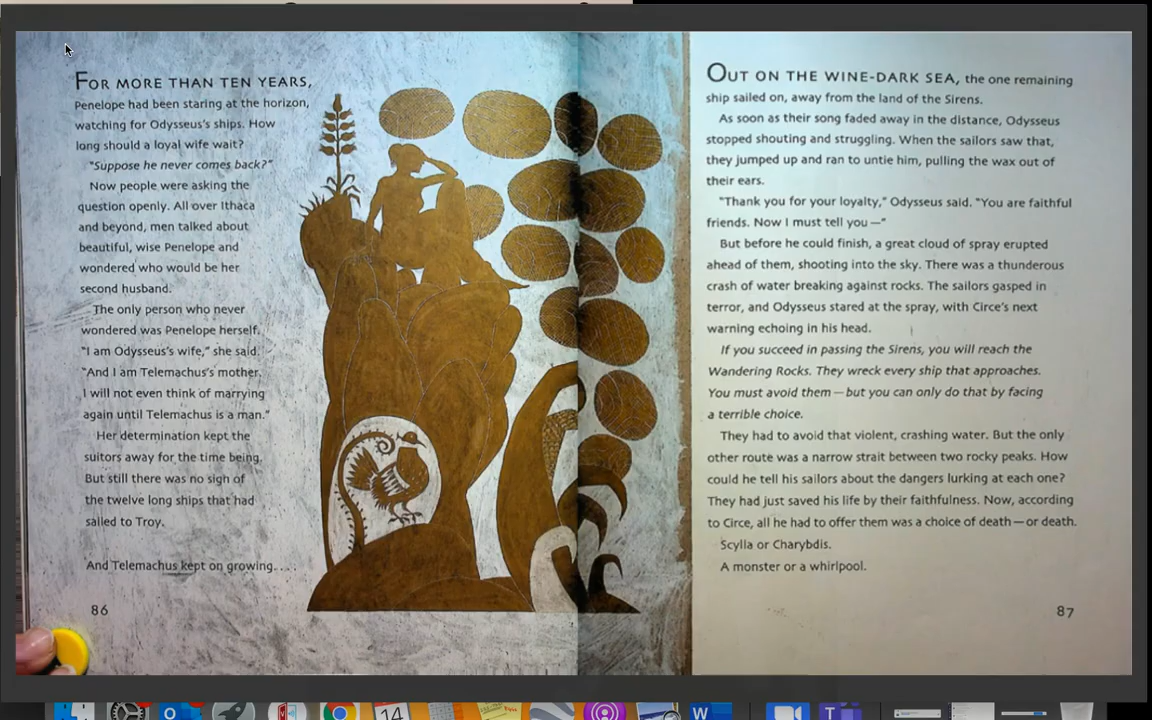 FOR MORE THAN TEN YEARS,
Penelope had been staring at the horizon,
watching for Odysseus's ships. How
long should a loyal wife wait?
"Suppose he never comes back?"
Now people were asking the
question openly. All over Ithaca
and beyond, men talked about
beautiful, wise Penelope and
wondered who would be her
second husband.
The only person who never
wondered was Penelope herself.
"I am Odysseus's wife," she said.
"And I am Telemachus's mother.
I will not even think of marrying
again until Telemachus is a man."
Her determination kept the
suitors away for the time being.
But still there was no sign of
the twelve long ships that had
sailed to Troy.
And Telemachus kept on growing....
86
OUT ON THE WINE-DARK SEA, the one remaining
ship sailed on, away from the land of the Sirens.
As soon as their song faded away in the distance, Odysseus
stopped shouting and struggling. When the sailors saw that,
they jumped up and ran to untie him, pulling the wax out of
their ears.
"Thank you for your loyalty," Odysseus said. "You are faithful
friends. Now I must tell you—"
But before he could finish, a great cloud of spray erupted
ahead of them, shooting into the sky. There was a thunderous
crash of water breaking against rocks. The sailors gasped in
terror, and Odysseus stared at the spray, with Circe's next
warning echoing in his head.
If you succeed in passing the Sirens, you will reach the
Wandering Rocks. They wreck every ship that approaches.
You must avoid them—but you can only do that by facing
a terrible choice.
They had to avoid that violent, crashing water. But the only
other route was a narrow strait between two rocky peaks. How
could he tell his sailors about the dangers lurking at each one?
They had just saved his life by their faithfulness. Now, according
to Circe, all he had to offer them was a choice of death—or death.
Scylla or Charybdis.
A monster or a whirlpool.
87
14
W